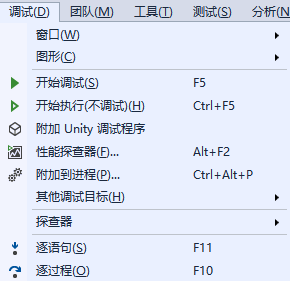 调试(D) 团队(M) 工具(T) 测试(S) 分析(N)
窗口(W)
图形(C)
开始调试(S) F5
开始执行(不调试)(H) Ctrl+F5
附加 Unity 调试程序
性能探查器(F)... Alt+F2
附加到进程(P)... Ctrl+Alt+P
其他调试目标(H)
探查器
逐语句(S) F11
逐过程(O) F10